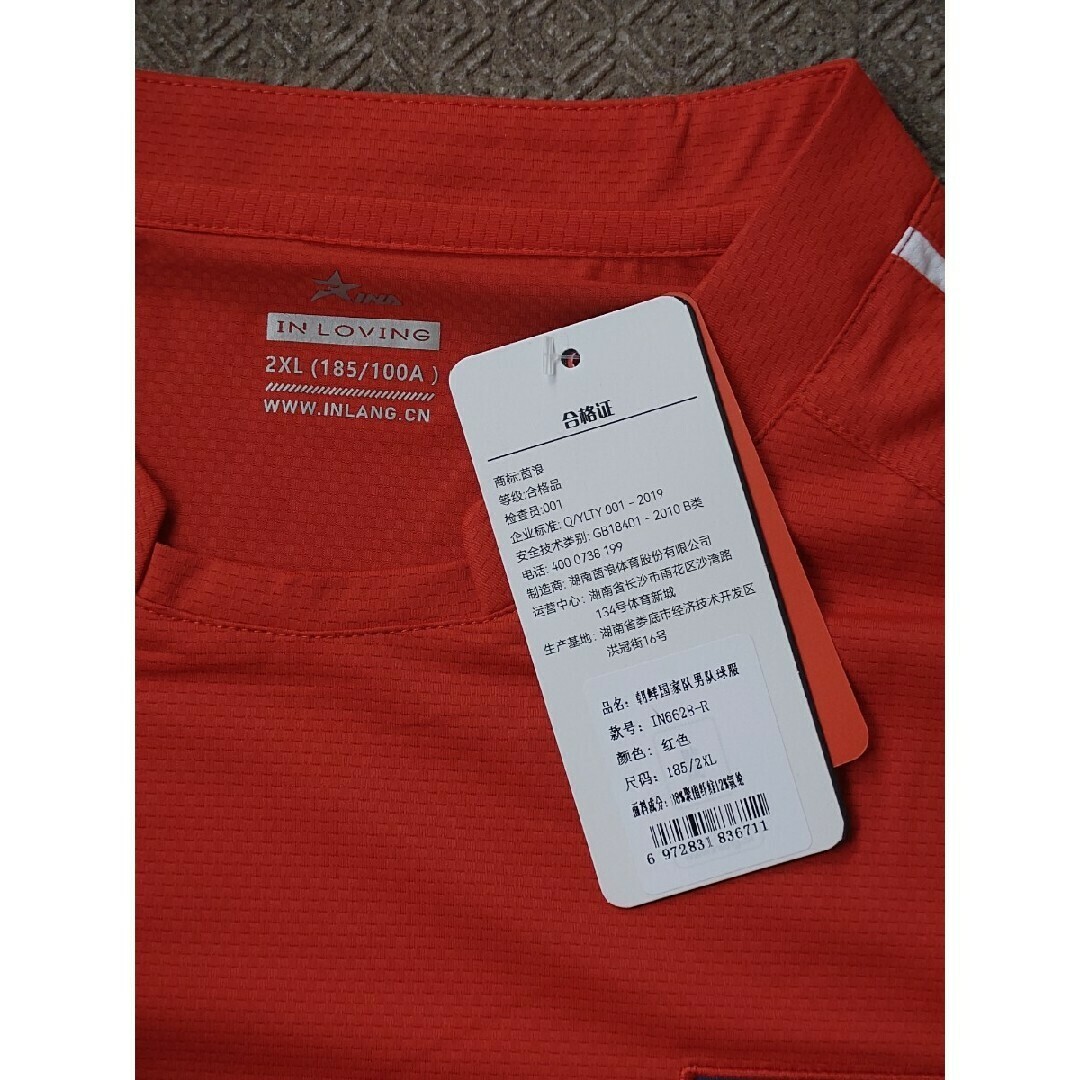 INA
IN LOVING
2XL (185/100A )
WWW.INLANG.CN
合格证
商标:茵浪
等级:合格品
检查员:001
企业标准: Q/YLTY 001 - 2019
安全技术类别: GB18401 - 2010 B类
电话: 400 0738 199
制造商: 湖南茵浪体育股份有限公司
运营中心: 湖南省长沙市雨花区沙湾路
134号体育新城
生产基地: 湖南省娄底市经济技术开发区
洪冠街16号
品名: 朝鲜国家队男队球服
款号: IN6628-R
颜色: 红色
尺码: 185/2XL
面料成分:
6 972831 836711